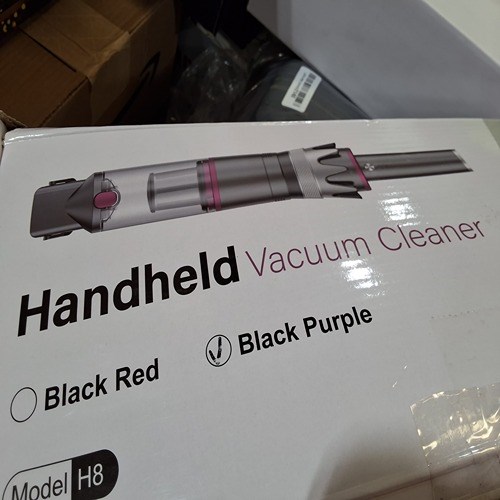 Handheld Vacuum Cleaner
Black Red
Black Purple
Model H8